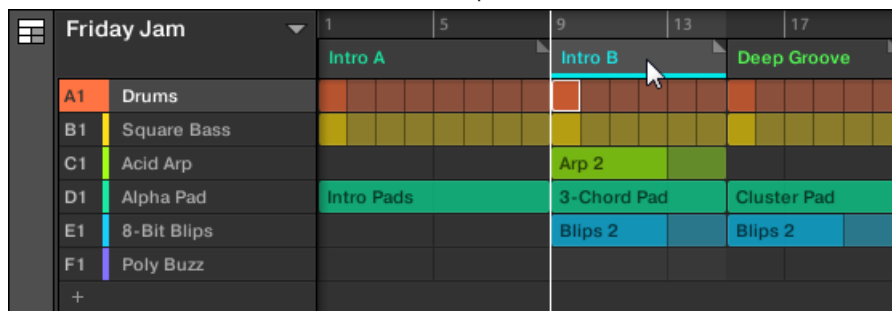 Friday Jam 1 5 9 13 17
Intro A Intro B Deep Groove
A1 Drums
B1 Square Bass
C1 Acid Arp Arp 2
D1 Alpha Pad Intro Pads 3-Chord Pad Cluster Pad
E1 8-Bit Blips Blips 2 Blips 2
F1 Poly Buzz
+